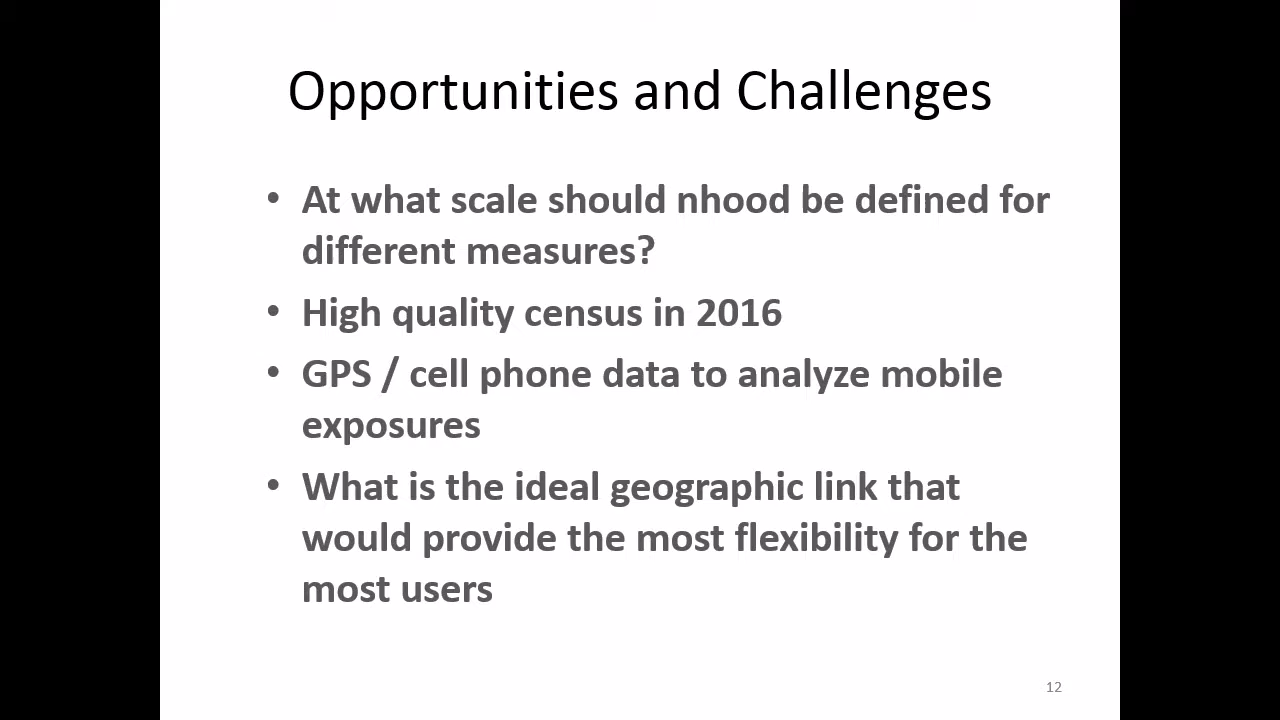 Opportunities and Challenges
• At what scale should nhood be defined for
different measures?
• High quality census in 2016
• GPS / cell phone data to analyze mobile
exposures
• What is the ideal geographic link that
would provide the most flexibility for the
most users
12